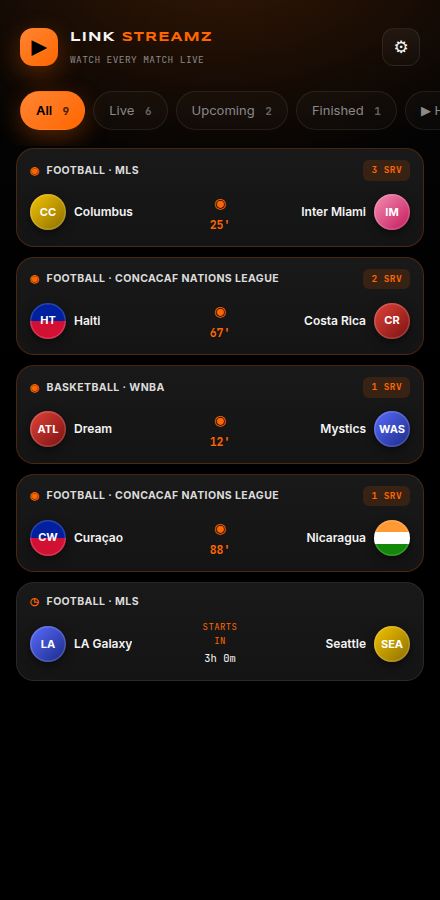 LINK STREAMZ
WATCH EVERY MATCH LIVE
All 9 Live 6 Upcoming 2 Finished 1 ▶ H
FOOTBALL · MLS 3 SRV
CC Columbus 25' Inter Miami IM
FOOTBALL · CONCACAF NATIONS LEAGUE 2 SRV
HT Haiti 67' Costa Rica CR
BASKETBALL · WNBA 1 SRV
ATL Dream 12' Mystics WAS
FOOTBALL · CONCACAF NATIONS LEAGUE 1 SRV
CW Curaçao 88' Nicaragua
FOOTBALL · MLS
STARTS
IN
LA LA Galaxy 3h 0m Seattle SEA